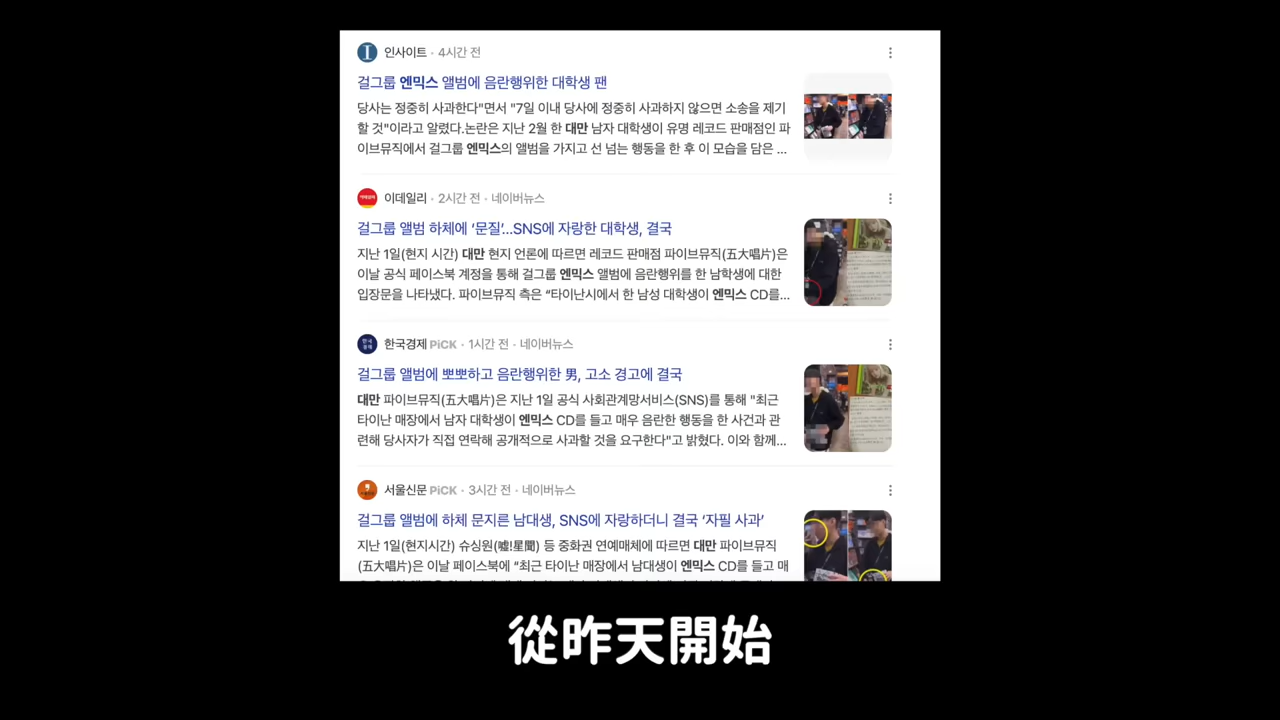 인사이트 · 4시간 전
걸그룹 엔믹스 앨범에 음란행위한 대학생 팬
당사는 정중히 사과한다"면서 "7일 이내 당사에 정중히 사과하지 않으면 소송을 제기
할 것"이라고 알렸다.논란은 지난 2월 한 대만 남자 대학생이 유명 레코드 판매점인 파
이브뮤직에서 걸그룹 엔믹스의 앨범을 가지고 선 넘는 행동을 한 후 이 모습을 담은 ...
이데일리 · 2시간 전 · 네이버뉴스
걸그룹 앨범 하체에 ‘문질’…SNS에 자랑한 대학생, 결국
지난 1일(현지 시간) 대만 현지 언론에 따르면 레코드 판매점 파이브뮤직(五大唱片)은
이날 공식 페이스북 계정을 통해 걸그룹 엔믹스 앨범에 음란행위를 한 남학생에 대한
입장문을 나타냈다. 파이브뮤직 측은 “타이난시에서 한 남성 대학생이 엔믹스 CD를...
한국경제 PiCK · 1시간 전 · 네이버뉴스
걸그룹 앨범에 뽀뽀하고 음란행위한 男, 고소 경고에 결국
대만 파이브뮤직(五大唱片)은 지난 1일 공식 사회관계망서비스(SNS)를 통해 "최근
타이난 매장에서 남자 대학생이 엔믹스 CD를 들고 매우 음란한 행동을 한 사건과 관
련해 당사자가 직접 연락해 공개적으로 사과할 것을 요구한다"고 밝혔다. 이와 함께...
서울신문 PiCK · 3시간 전 · 네이버뉴스
걸그룹 앨범에 하체 문지른 남대생, SNS에 자랑하더니 결국 ‘자필 사과’
지난 1일(현지시간) 슈싱원(噓!星聞) 등 중화권 연예매체에 따르면 대만 파이브뮤직
(五大唱片)은 이날 페이스북에 “최근 타이난 매장에서 남대생이 엔믹스 CD를 들고 매
從昨天開始